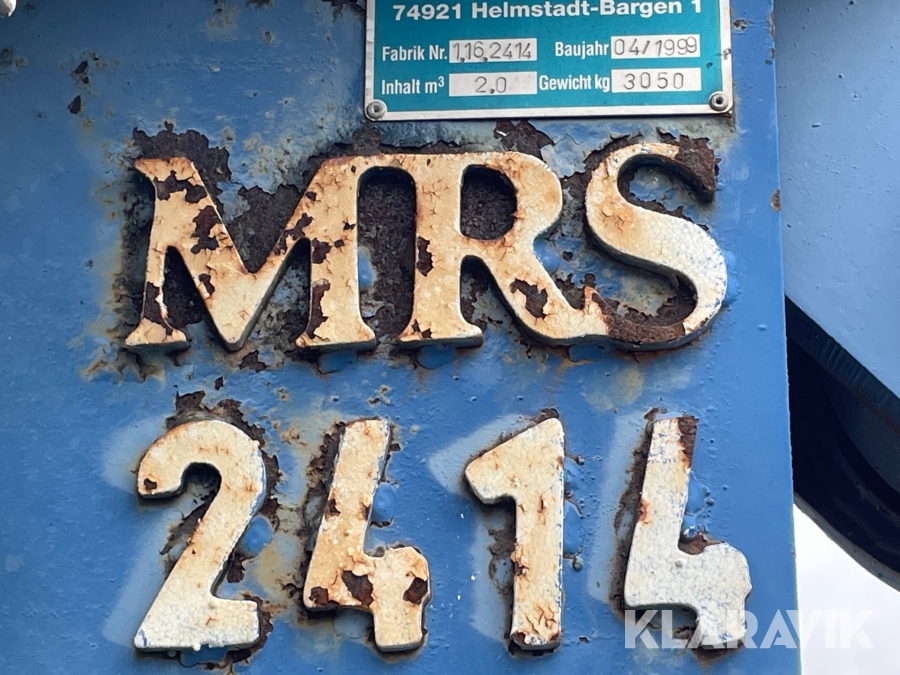 74921 Helmstadt-Bargen 1
Fabrik Nr. 116.2414 Baujahr 04/1999
Inhalt m³ 2,0 Gewicht kg 3050
MRS
2414
KLARAVIK